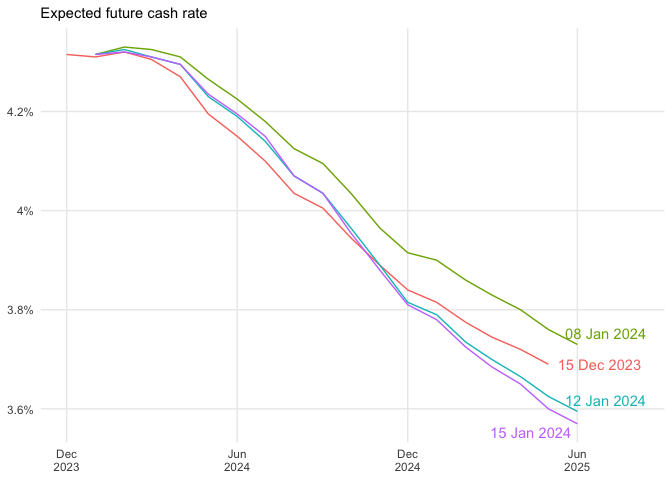 Expected future cash rate
4.2%
4%
3.8%
3.6%
08 Jan 2024
15 Dec 2023
12 Jan 2024
15 Jan 2024
Dec
2023
Jun
2024
Dec
2024
Jun
2025